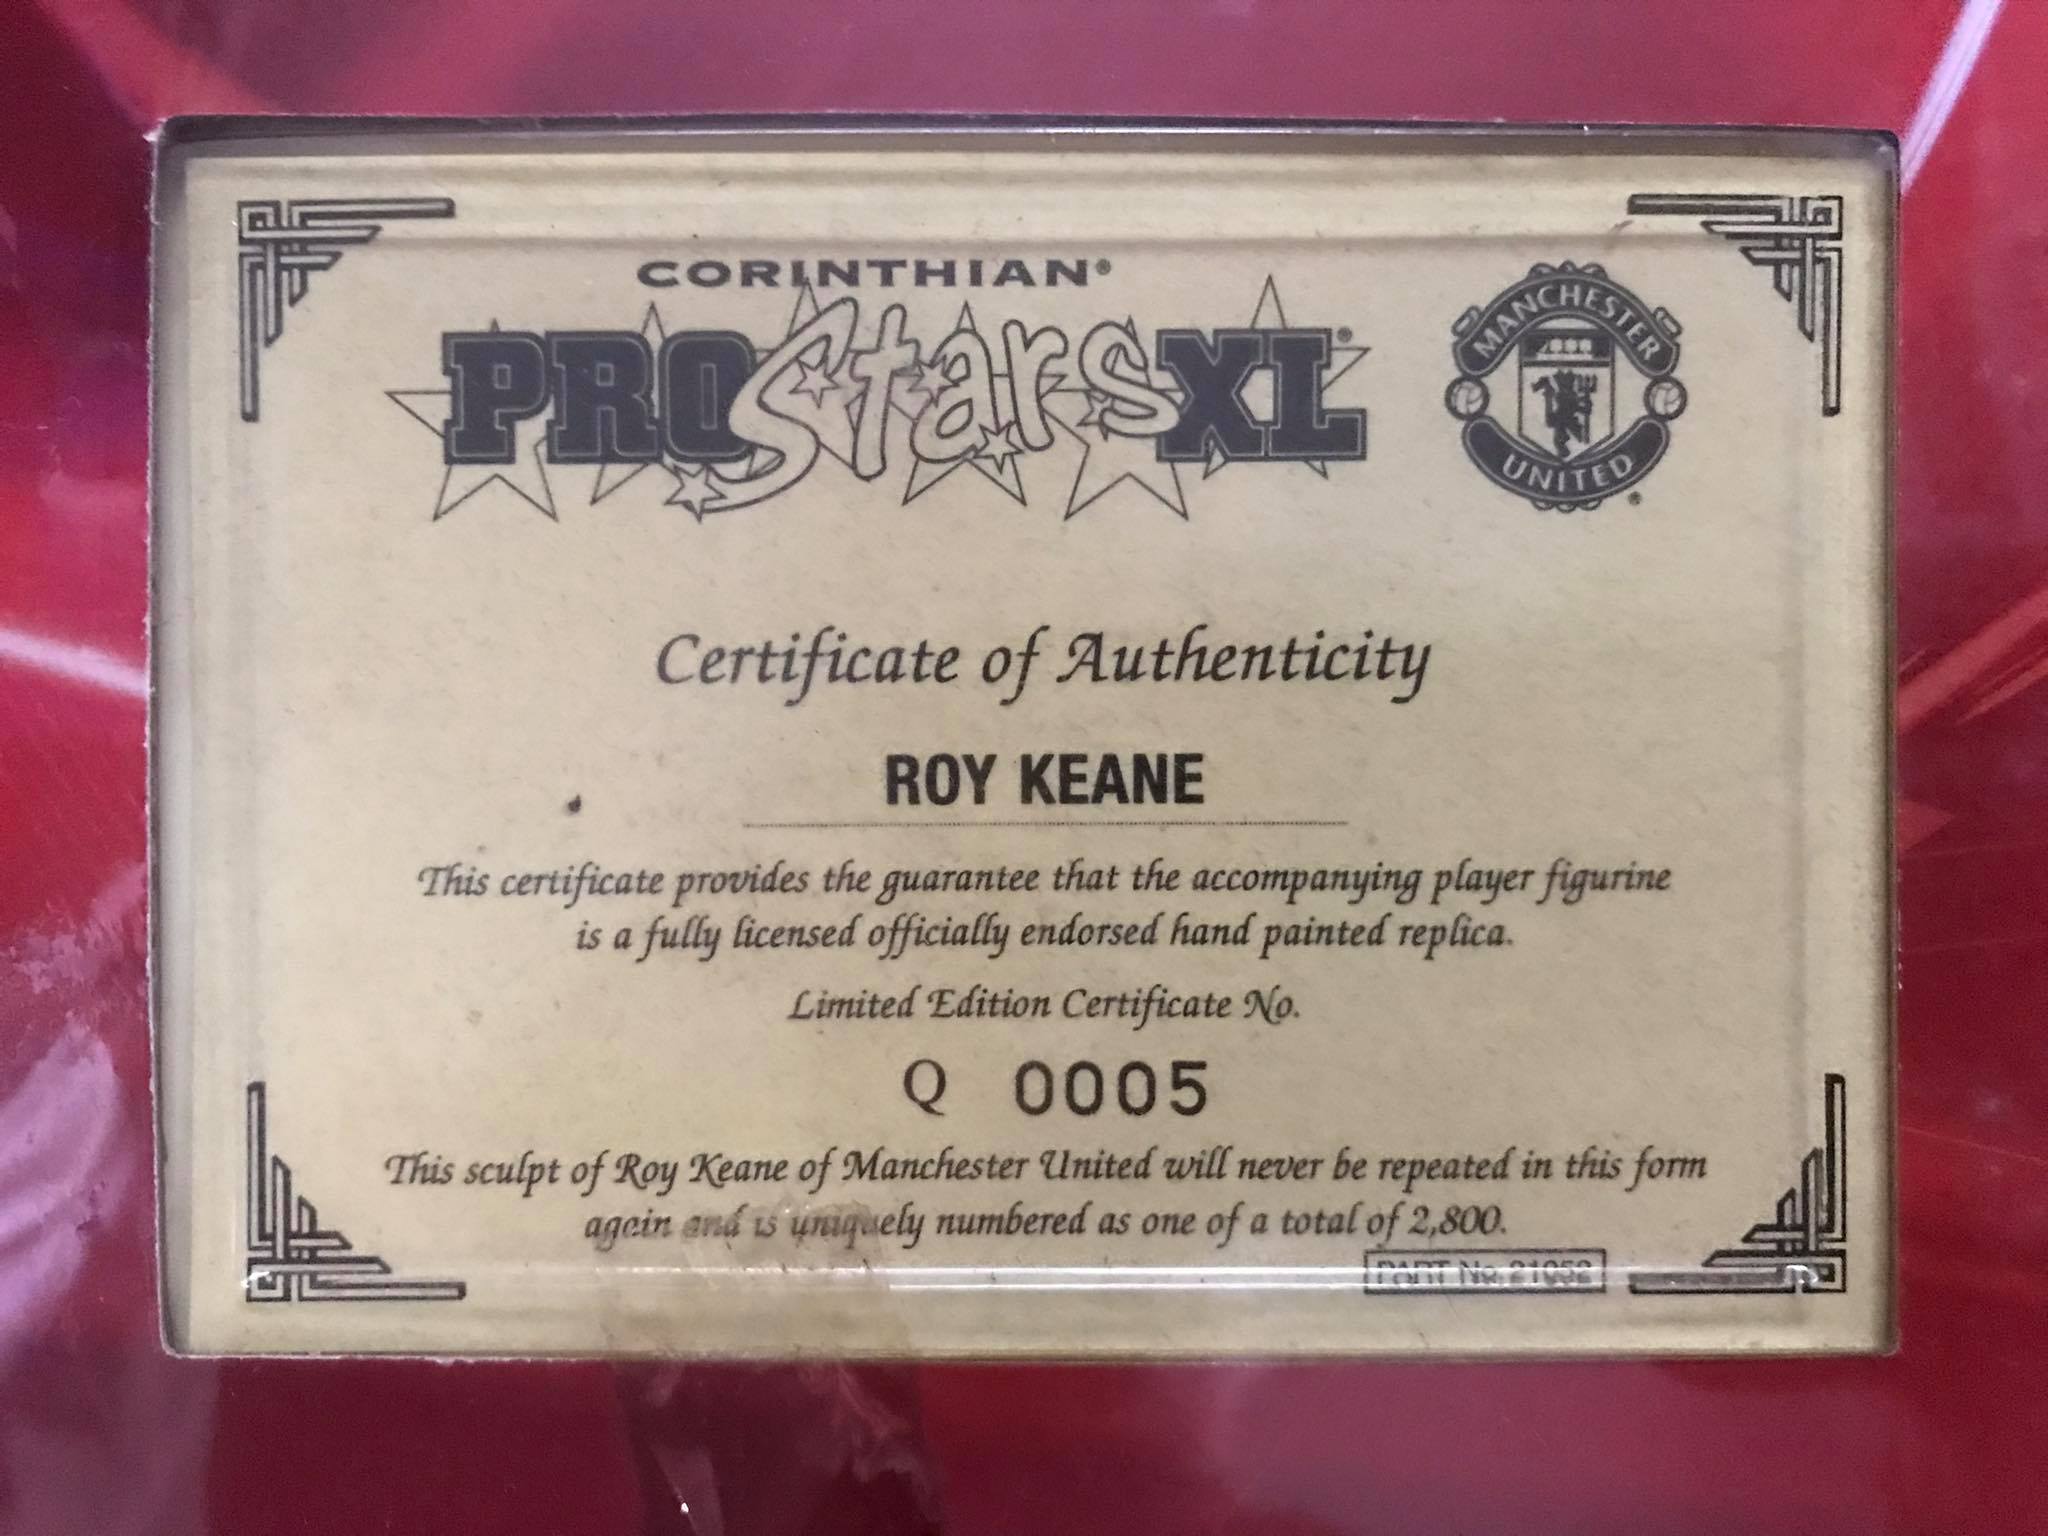 CORINTHIAN®
PROStarsXL®
MANCHESTER
UNITED®
Certificate of Authenticity
ROY KEANE
This certificate provides the guarantee that the accompanying player figurine
is a fully licensed officially endorsed hand painted replica.
Limited Edition Certificate No.
Q 0005
This sculpt of Roy Keane of Manchester United will never be repeated in this form
again and is uniquely numbered as one of a total of 2,800.
PART No. 21052